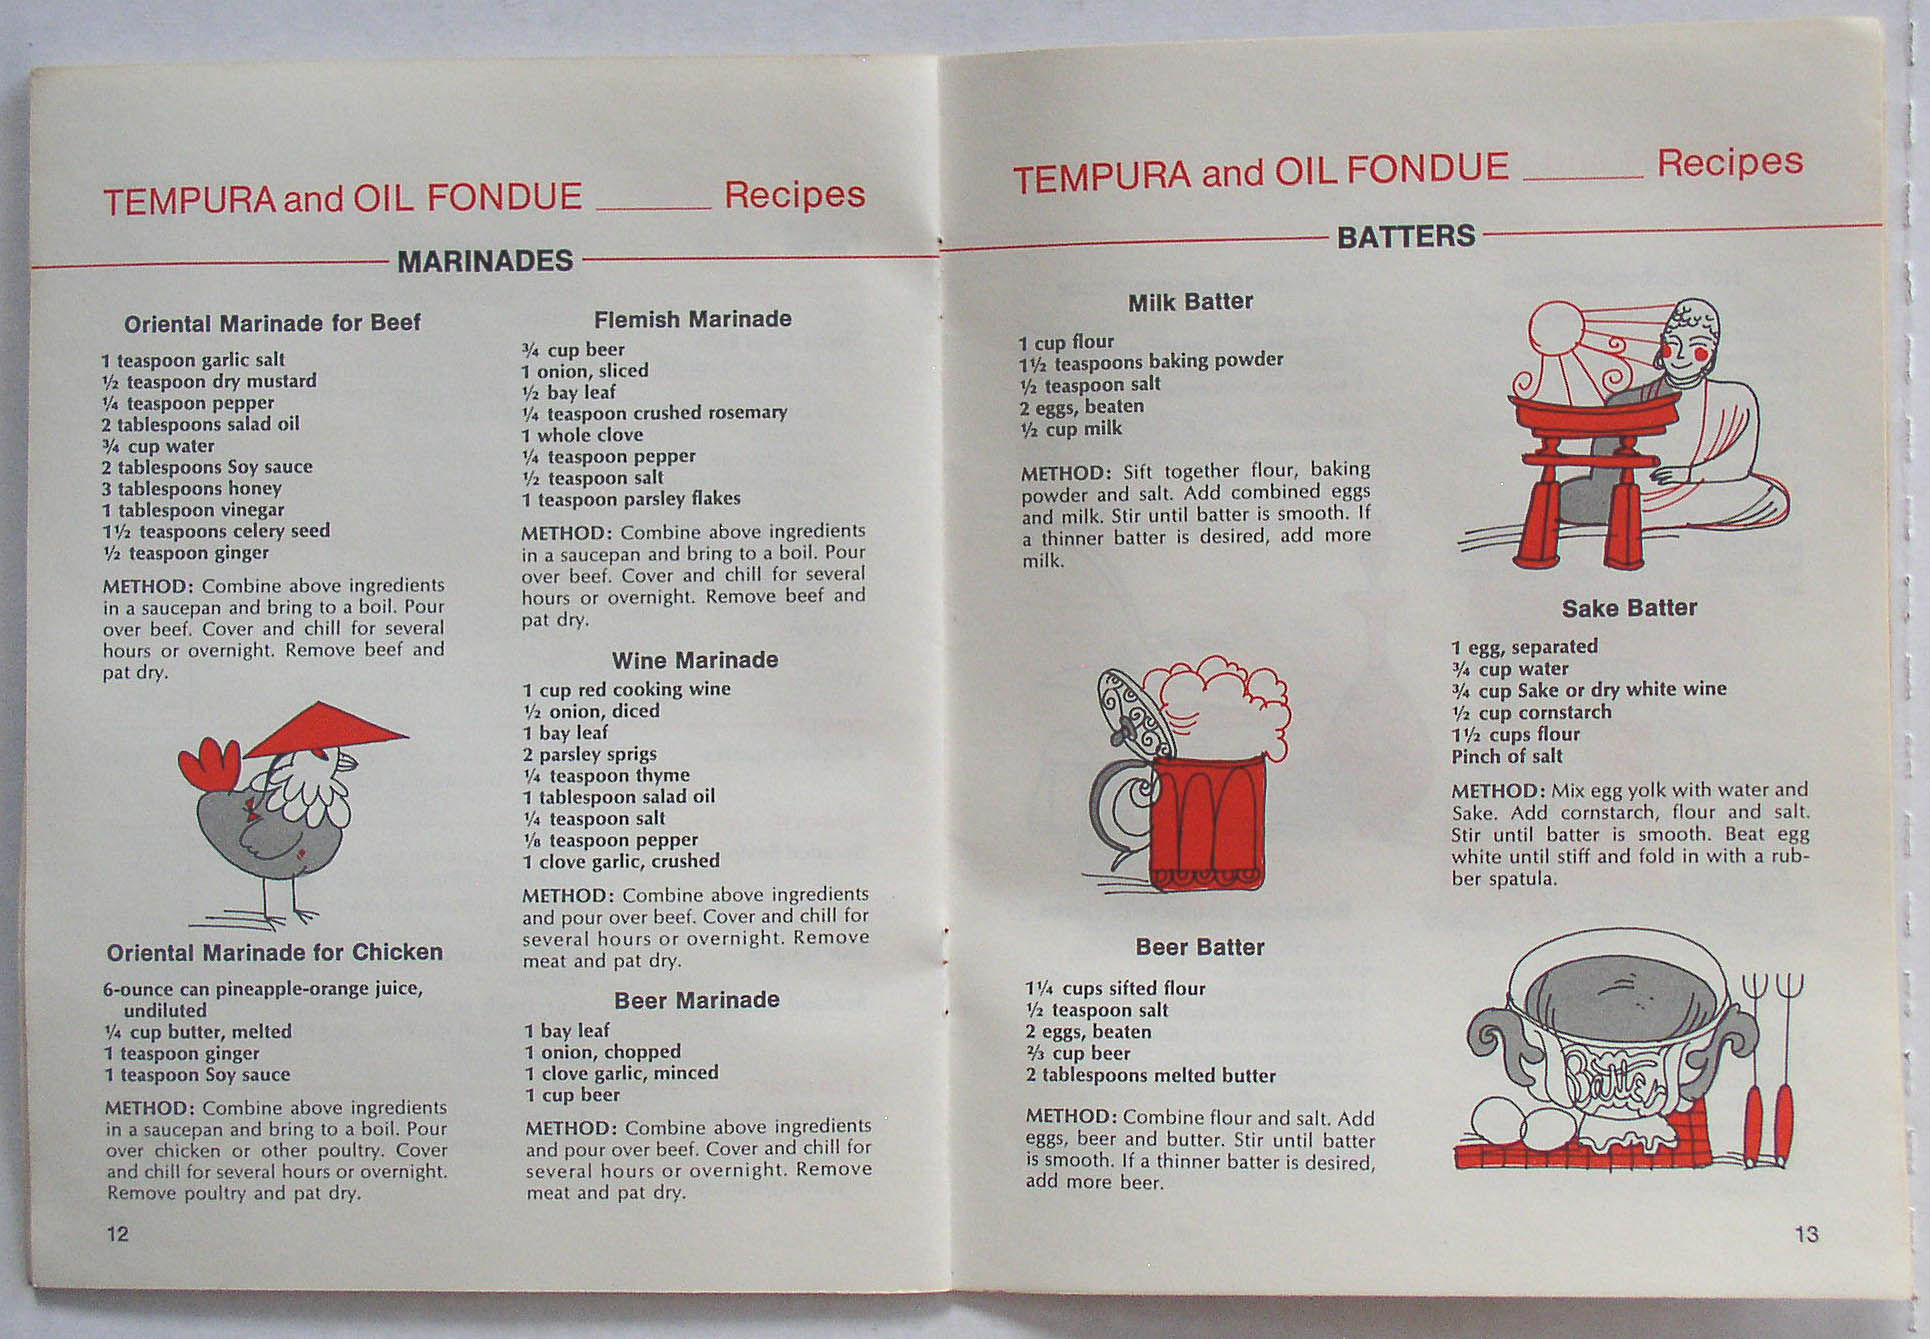 TEMPURA and OIL FONDUE ______ Recipes
MARINADES
Oriental Marinade for Beef
1 teaspoon garlic salt
½ teaspoon dry mustard
¼ teaspoon pepper
2 tablespoons salad oil
¾ cup water
2 tablespoons Soy sauce
3 tablespoons honey
1 tablespoon vinegar
1½ teaspoons celery seed
½ teaspoon ginger
METHOD: Combine above ingredients
in a saucepan and bring to a boil. Pour
over beef. Cover and chill for several
hours or overnight. Remove beef and
pat dry.
Oriental Marinade for Chicken
6-ounce can pineapple-orange juice,
undiluted
¼ cup butter, melted
1 teaspoon ginger
1 teaspoon Soy sauce
METHOD: Combine above ingredients
in a saucepan and bring to a boil. Pour
over chicken or other poultry. Cover
and chill for several hours or overnight.
Remove poultry and pat dry.
12
Flemish Marinade
¾ cup beer
1 onion, sliced
½ bay leaf
¼ teaspoon crushed rosemary
1 whole clove
¼ teaspoon pepper
½ teaspoon salt
1 teaspoon parsley flakes
METHOD: Combine above ingredients
in a saucepan and bring to a boil. Pour
over beef. Cover and chill for several
hours or overnight. Remove beef and
pat dry.
Wine Marinade
1 cup red cooking wine
½ onion, diced
1 bay leaf
2 parsley sprigs
¼ teaspoon thyme
1 tablespoon salad oil
¼ teaspoon salt
⅛ teaspoon pepper
1 clove garlic, crushed
METHOD: Combine above ingredients
and pour over beef. Cover and chill for
several hours or overnight. Remove
meat and pat dry.
Beer Marinade
1 bay leaf
1 onion, chopped
1 clove garlic, minced
1 cup beer
METHOD: Combine above ingredients
and pour over beef. Cover and chill for
several hours or overnight. Remove
meat and pat dry.
TEMPURA and OIL FONDUE ______ Recipes
BATTERS
Milk Batter
1 cup flour
1½ teaspoons baking powder
½ teaspoon salt
2 eggs, beaten
½ cup milk
METHOD: Sift together flour, baking
powder and salt. Add combined eggs
and milk. Stir until batter is smooth. If
a thinner batter is desired, add more
milk.
Beer Batter
1¼ cups sifted flour
½ teaspoon salt
2 eggs, beaten
⅔ cup beer
2 tablespoons melted butter
METHOD: Combine flour and salt. Add
eggs, beer and butter. Stir until batter
is smooth. If a thinner batter is desired,
add more beer.
Sake Batter
1 egg, separated
¾ cup water
¾ cup Sake or dry white wine
½ cup cornstarch
1½ cups flour
Pinch of salt
METHOD: Mix egg yolk with water and
Sake. Add cornstarch, flour and salt.
Stir until batter is smooth. Beat egg
white until stiff and fold in with a rub-
ber spatula.
Batter
13